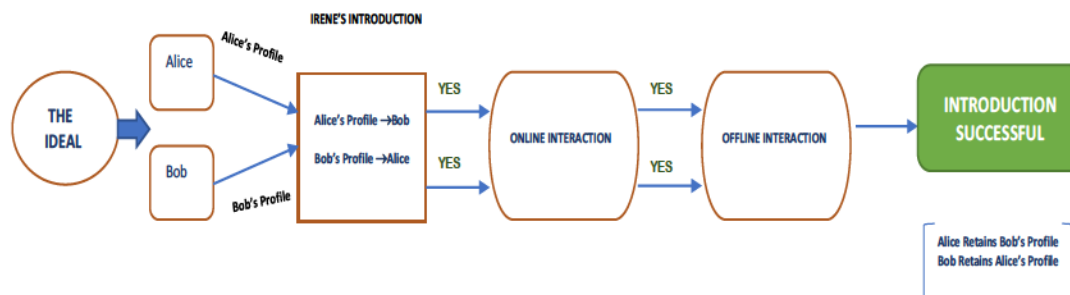 IRENE'S INTRODUCTION
THE
IDEAL
Alice
Alice's Profile
Bob
Bob's Profile
Alice's Profile →Bob
Bob's Profile →Alice
YES
YES
ONLINE INTERACTION
YES
YES
OFFLINE INTERACTION
INTRODUCTION
SUCCESSFUL
Alice Retains Bob's Profile
Bob Retains Alice's Profile